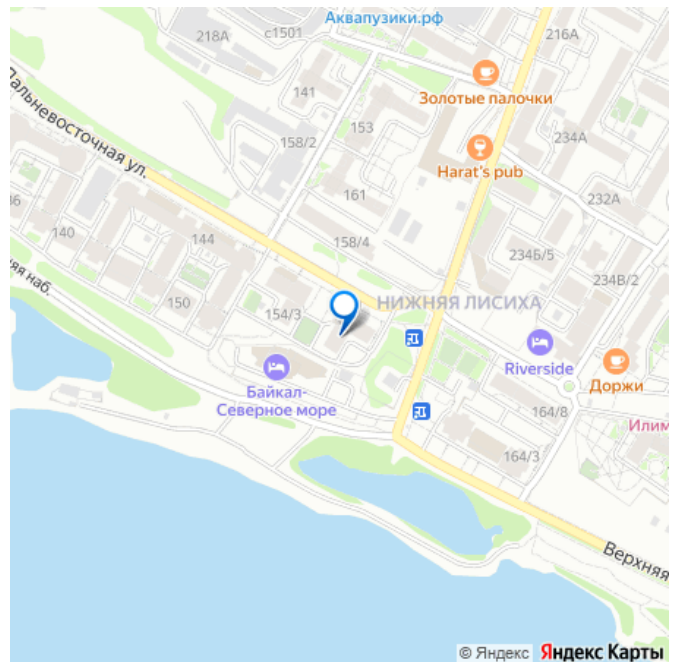 Аквапузики.рф
218А
с1501
216А
141
Золотые палочки
Дальневосточная ул.
158/2
153
234А
Harat's pub
161
232А
140
144
158/4
234Б/5
234В/2
няя наб.
150
НИЖНЯЯ ЛИСИХА
154/3
Riverside
Доржи
Байкал-
Северное море
164/8
Илим
164/3
Верхняя
© Яндекс Яндекс Карты